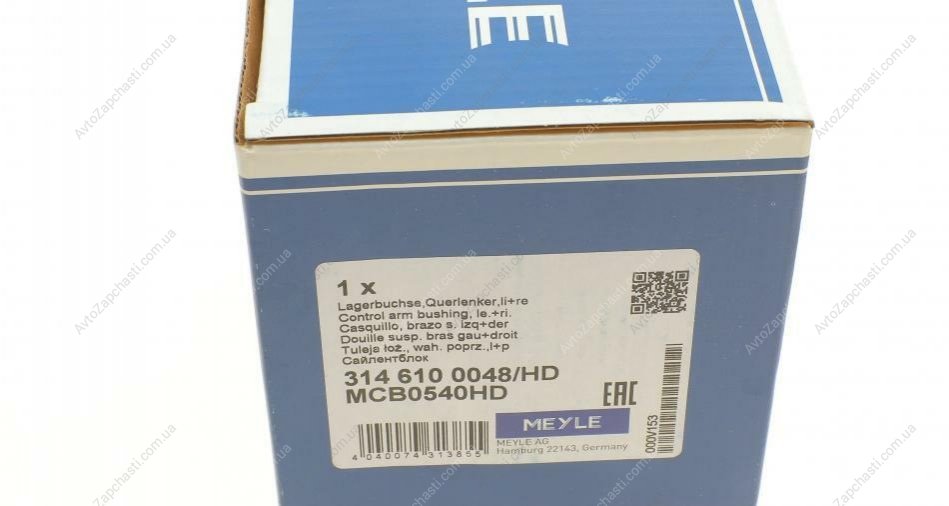 LE
1 x
Lagerbuchse,Querlenker,li+re
Control arm bushing, le.+ri.
Casquillo, brazo s. izq+der
Douille susp. bras gau+droit
Tuleja łoż., wah. poprz.,l+p
Сайлентблок
314 610 0048/HD
MCB0540HD
EAC
MEYLE
MEYLE AG
Hamburg 22143, Germany
4 040074 313855
000V153
AvtoZapchasti.com.ua